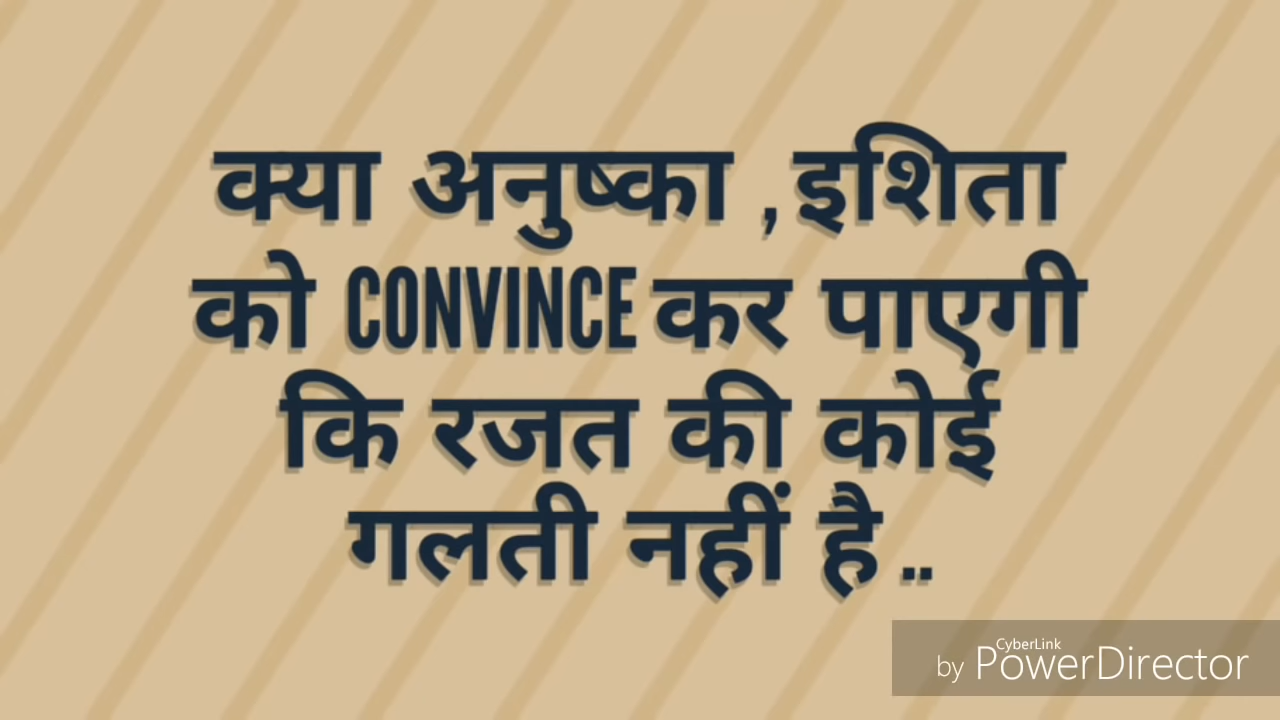 क्या अनुष्का , इशिता
को CONVINCE कर पाएगी
कि रजत की कोई
गलती नहीं है ..
CyberLink
by PowerDirector